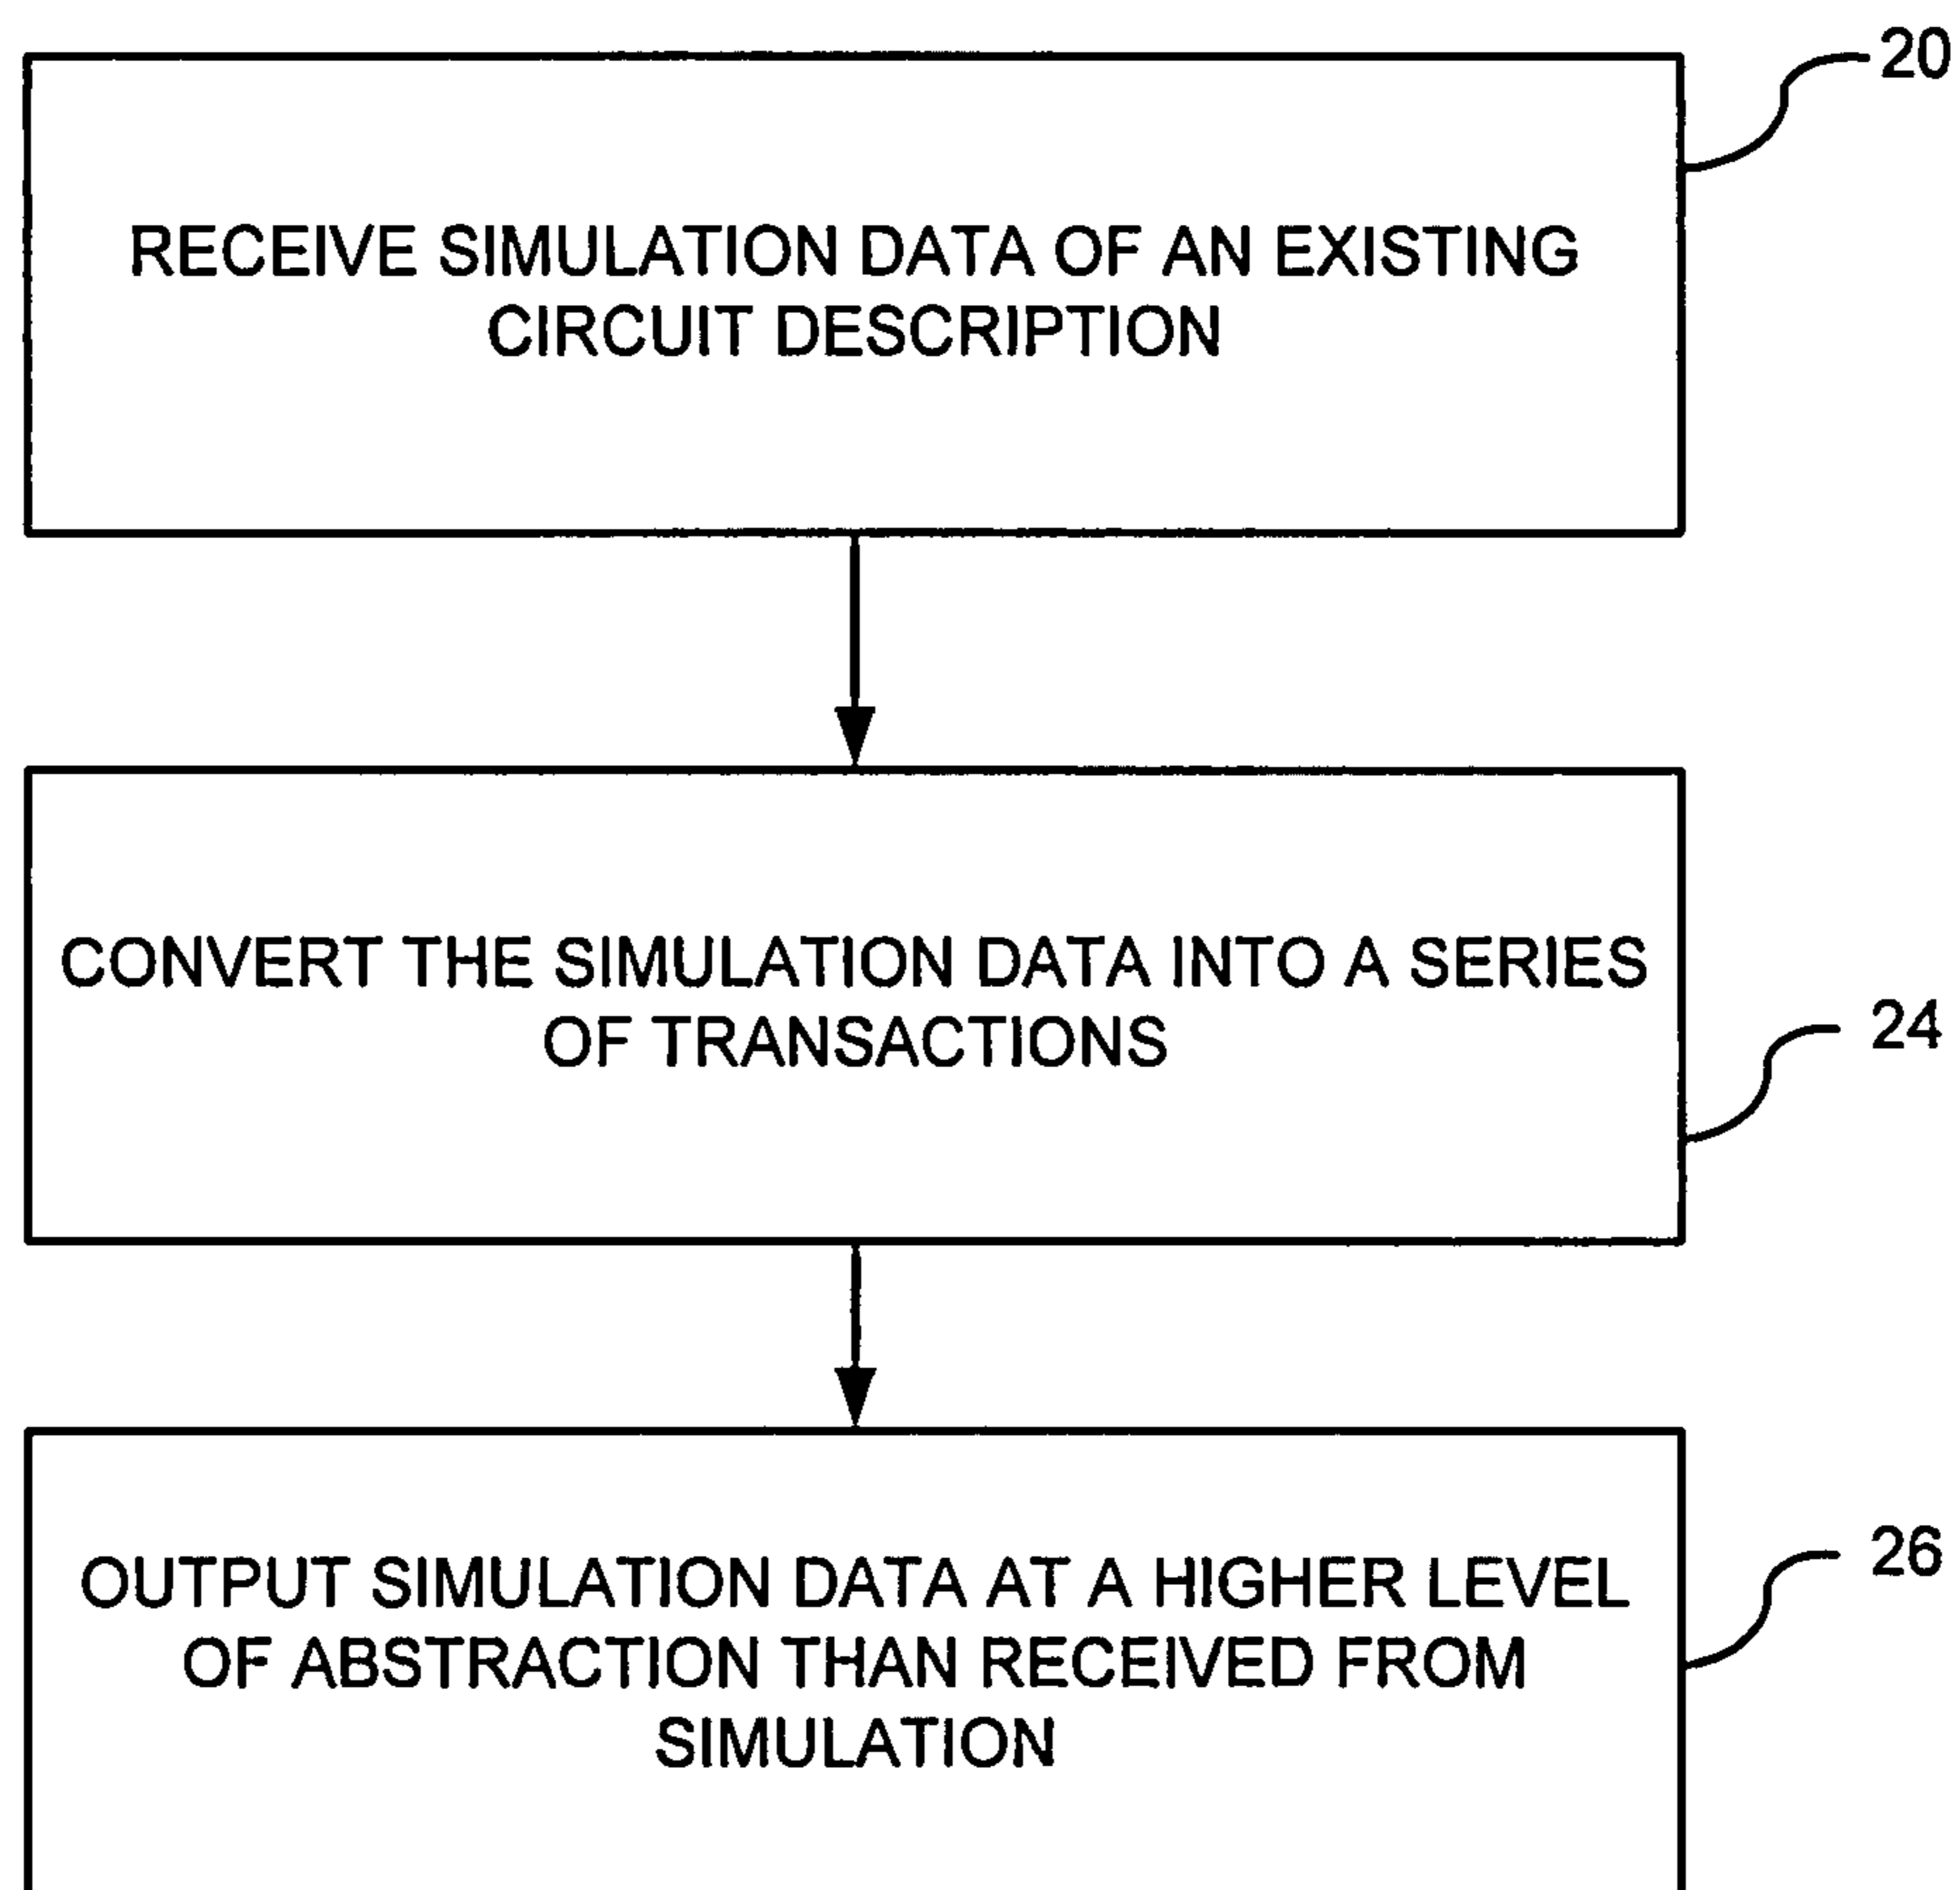 20
RECEIVE SIMULATION DATA OF AN EXISTING
CIRCUIT DESCRIPTION
CONVERT THE SIMULATION DATA INTO A SERIES
OF TRANSACTIONS
24
OUTPUT SIMULATION DATA AT A HIGHER LEVEL
OF ABSTRACTION THAN RECEIVED FROM
SIMULATION
26